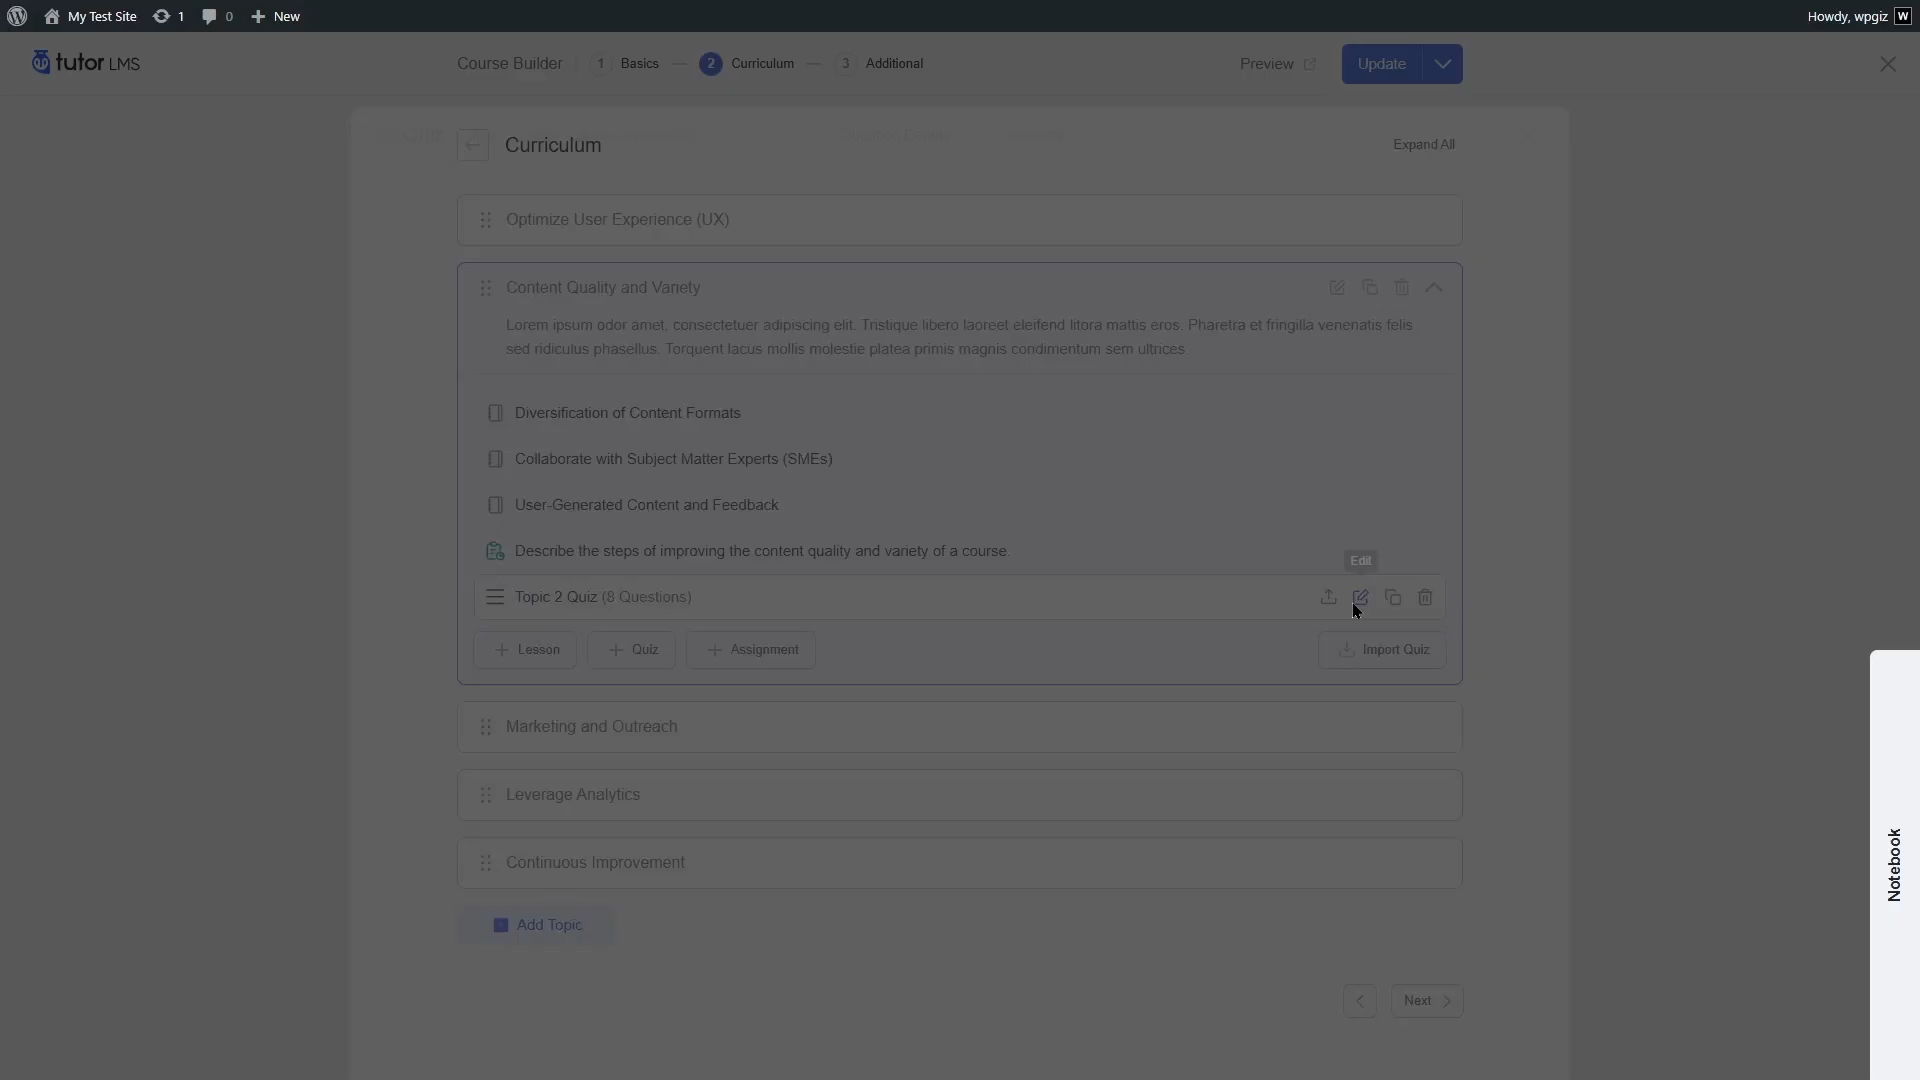 My Test Site 1 0 New Howdy, wpgiz W
tutor LMS Course Builder 1 Basics 2 Curriculum 3 Additional Preview Update
Curriculum Expand All
Optimize User Experience (UX)
Content Quality and Variety
Lorem ipsum odor amet, consectetuer adipiscing elit. Tristique libero laoreet eleifend litora mattis eros. Pharetra et fringilla venenatis felis
sed ridiculus phasellus. Torquent lacus mollis molestie platea primis magnis condimentum sem ultrices
Diversification of Content Formats
Collaborate with Subject Matter Experts (SMEs)
User-Generated Content and Feedback
Describe the steps of improving the content quality and variety of a course.
Edit
Topic 2 Quiz (8 Questions)
Lesson Quiz Assignment Import Quiz
Marketing and Outreach
Leverage Analytics
Continuous Improvement
Notebook
Add Topic
Next